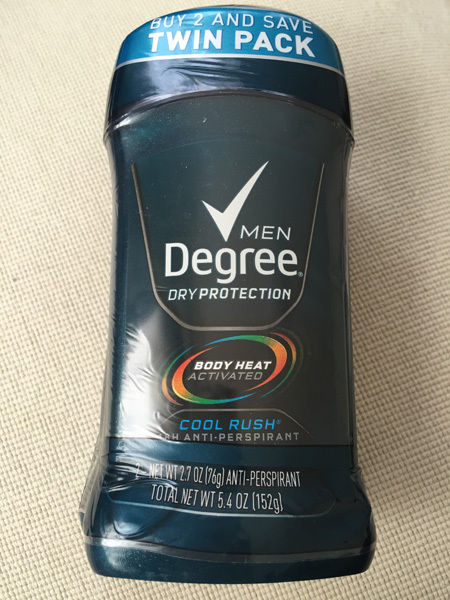 BUY 2 AND SAVE
TWIN PACK
MEN
Degree®
DRY PROTECTION
BODY HEAT
ACTIVATED
COOL RUSH®
ANTI-PERSPIRANT
2 - NET WT 2.7 OZ (76g) ANTI-PERSPIRANT
TOTAL NET WT 5.4 OZ (152g)